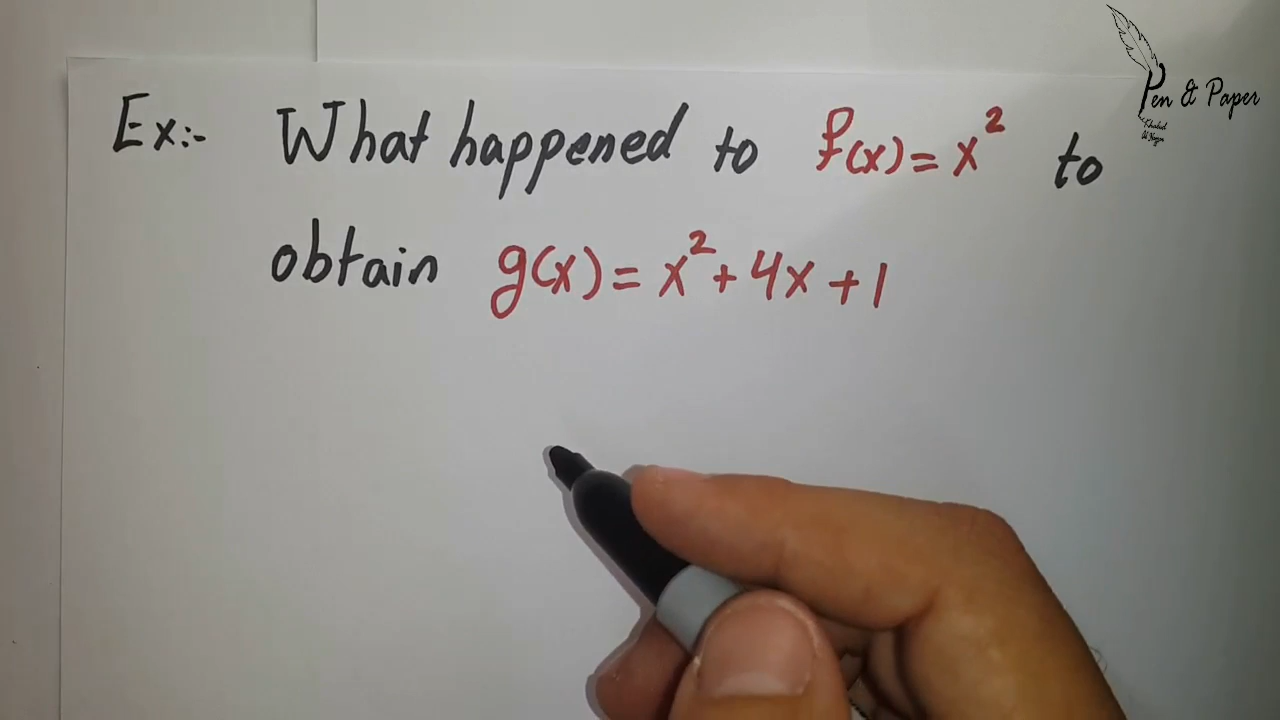 Pen & Paper
Ex:- What happened to f(x) = x² to
obtain g(x) = x² + 4x + 1